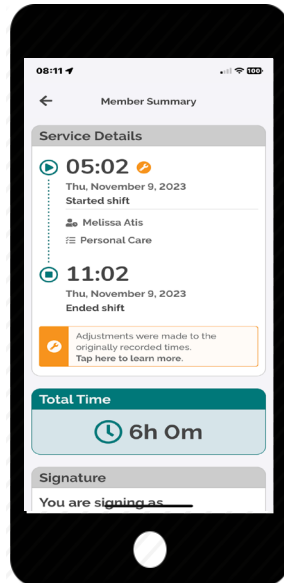 08:11
100
Member Summary
Service Details
05:02
Thu, November 9, 2023
Started shift
Melissa Atis
Personal Care
11:02
Thu, November 9, 2023
Ended shift
Adjustments were made to the
originally recorded times.
Tap here to learn more.
Total Time
6h 0m
Signature
You are signing as